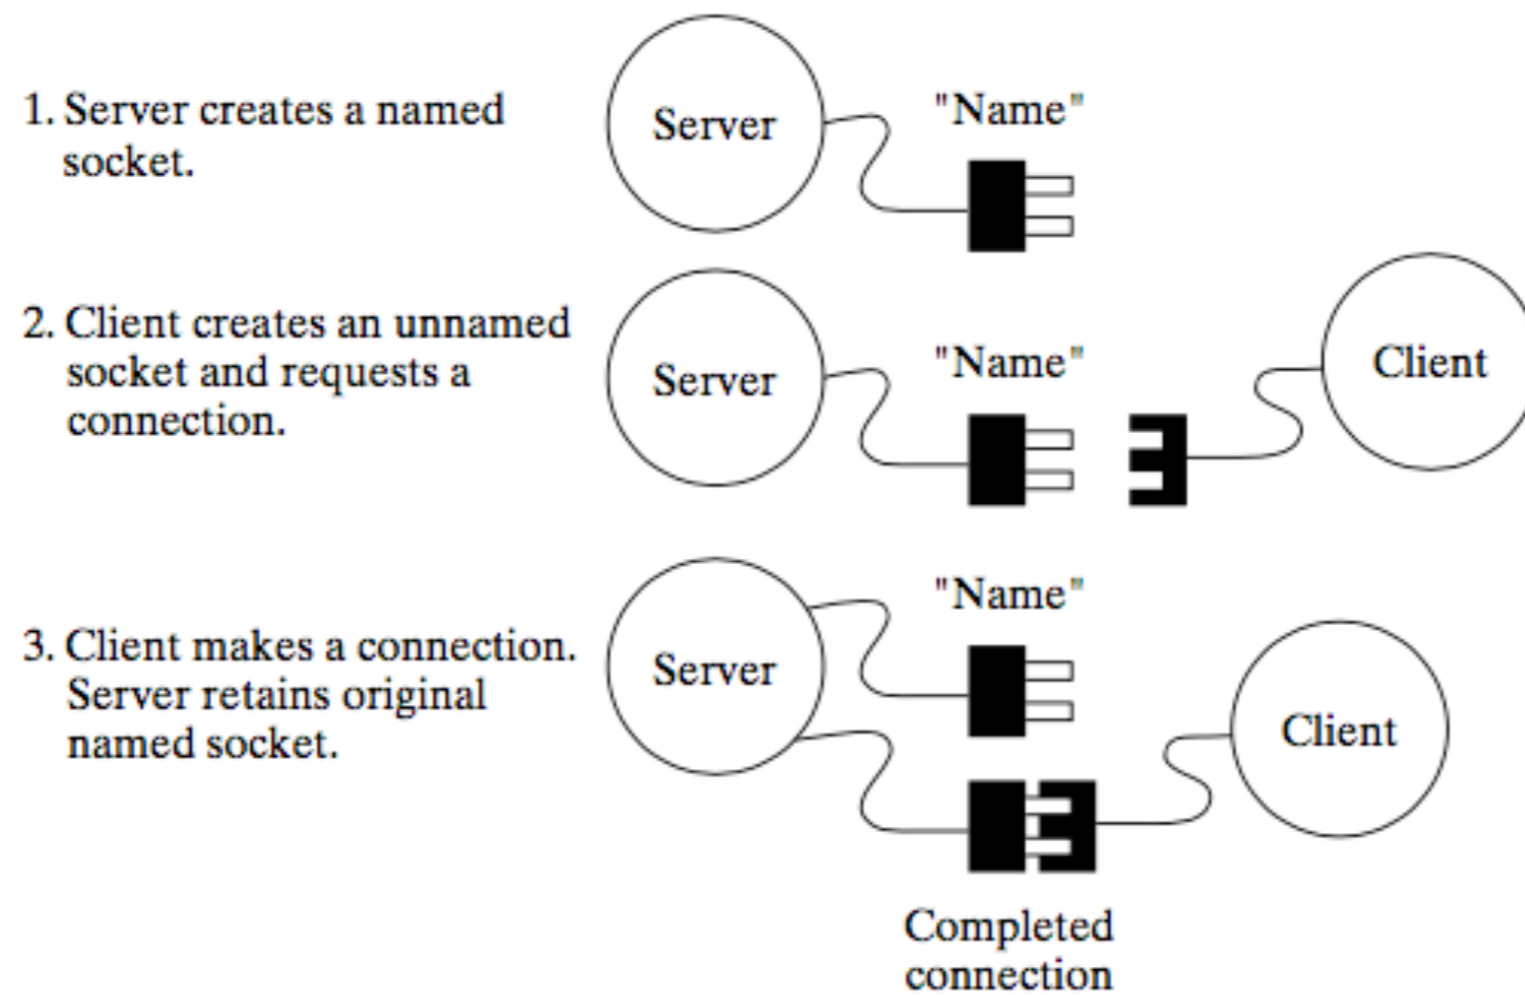 1. Server creates a named
socket.
Server
"Name"
2. Client creates an unnamed
socket and requests a
connection.
Server
"Name"
Client
3. Client makes a connection.
Server retains original
named socket.
Server
"Name"
Client
Completed
connection